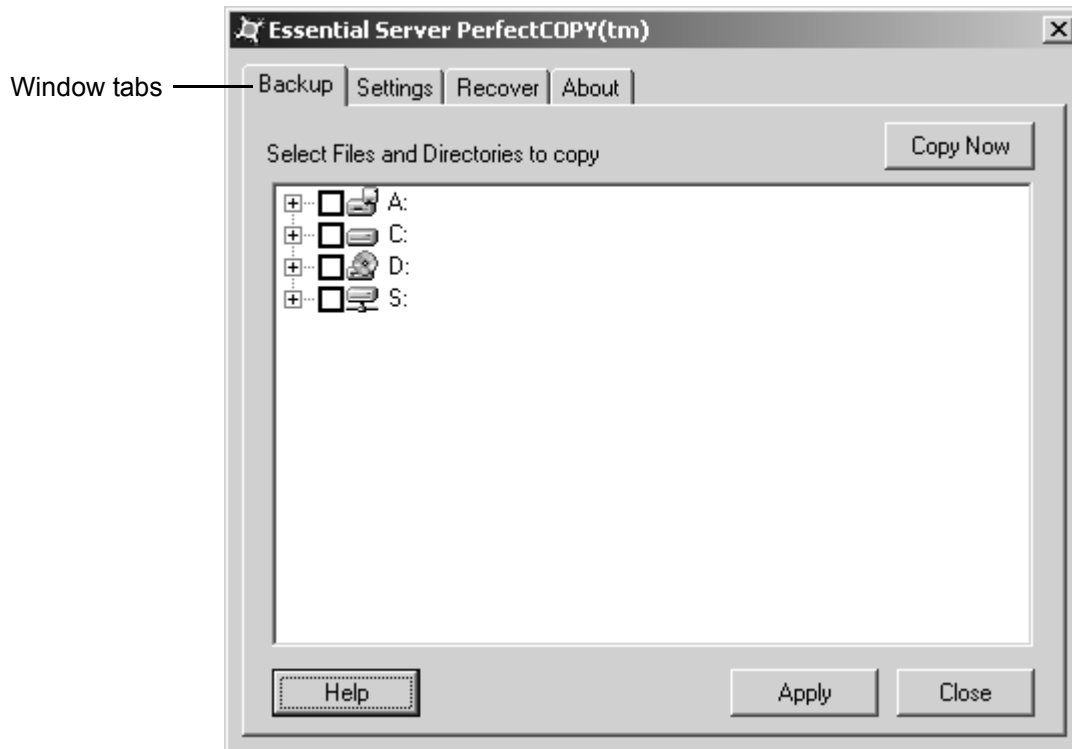 Essential Server PerfectCOPY(tm)
Window tabs
Backup Settings Recover About
Select Files and Directories to copy
Copy Now
A:
C:
D:
S:
Help Apply Close